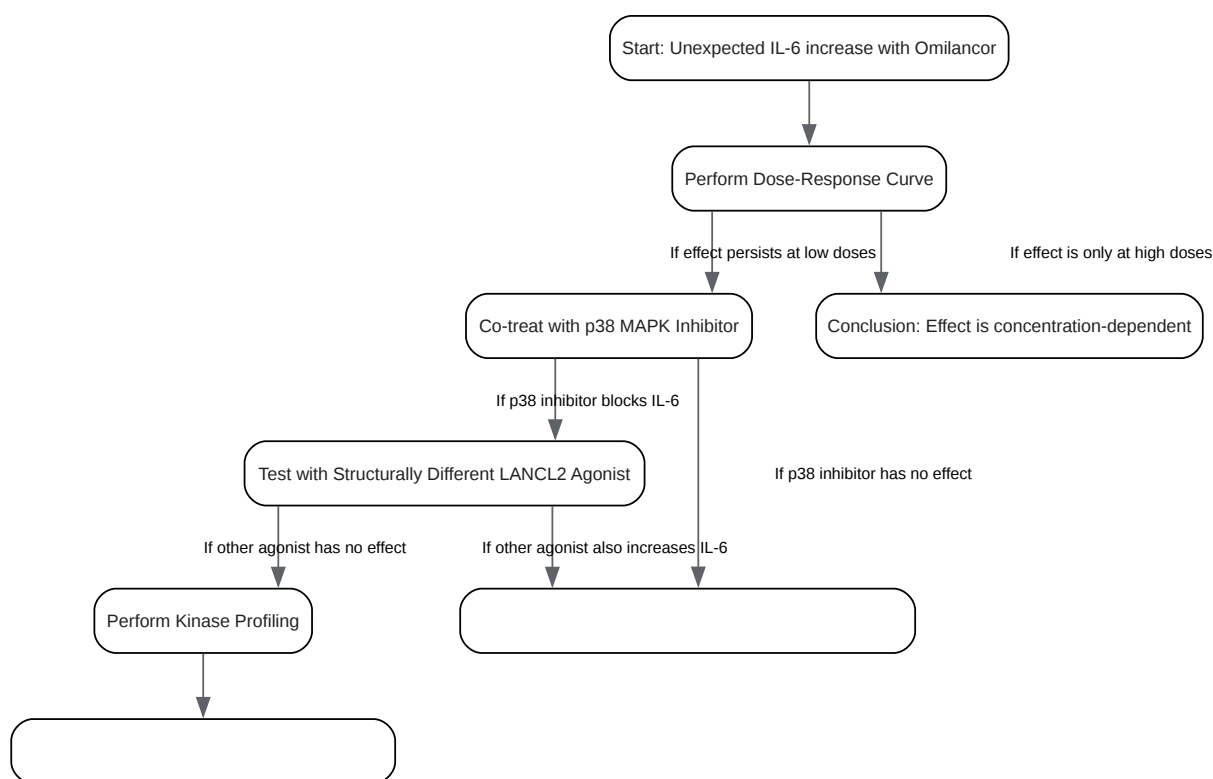 Start: Unexpected IL-6 increase with Omilancor
Perform Dose-Response Curve
If effect persists at low doses
If effect is only at high doses
Co-treat with p38 MAPK Inhibitor
Conclusion: Effect is concentration-dependent
If p38 inhibitor blocks IL-6
Test with Structurally Different LANCL2 Agonist
If p38 inhibitor has no effect
If other agonist has no effect
If other agonist also increases IL-6
Perform Kinase Profiling